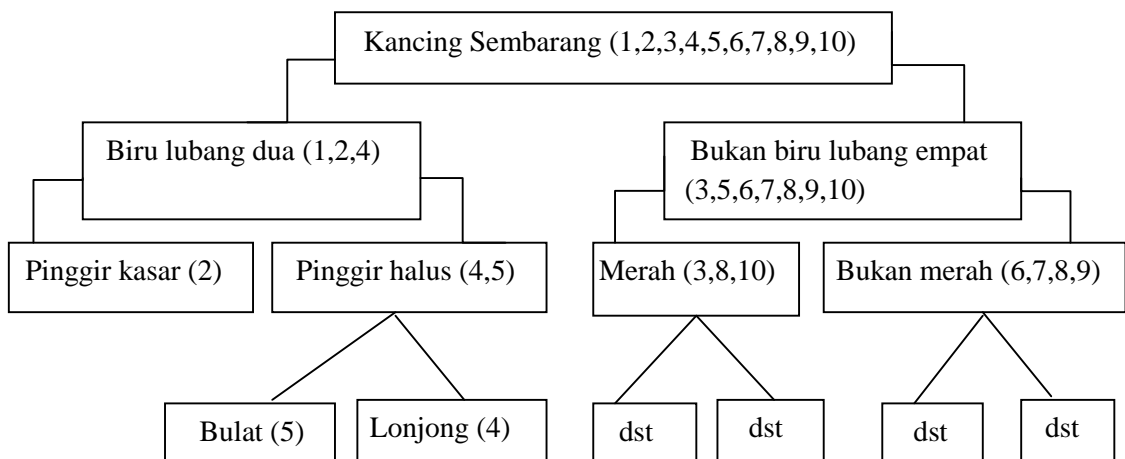 Kancing Sembarang (1,2,3,4,5,6,7,8,9,10)
Biru lubang dua (1,2,4)
Bukan biru lubang empat
(3,5,6,7,8,9,10)
Pinggir kasar (2)
Pinggir halus (4,5)
Merah (3,8,10)
Bukan merah (6,7,8,9)
Bulat (5)
Lonjong (4)
dst
dst
dst
dst